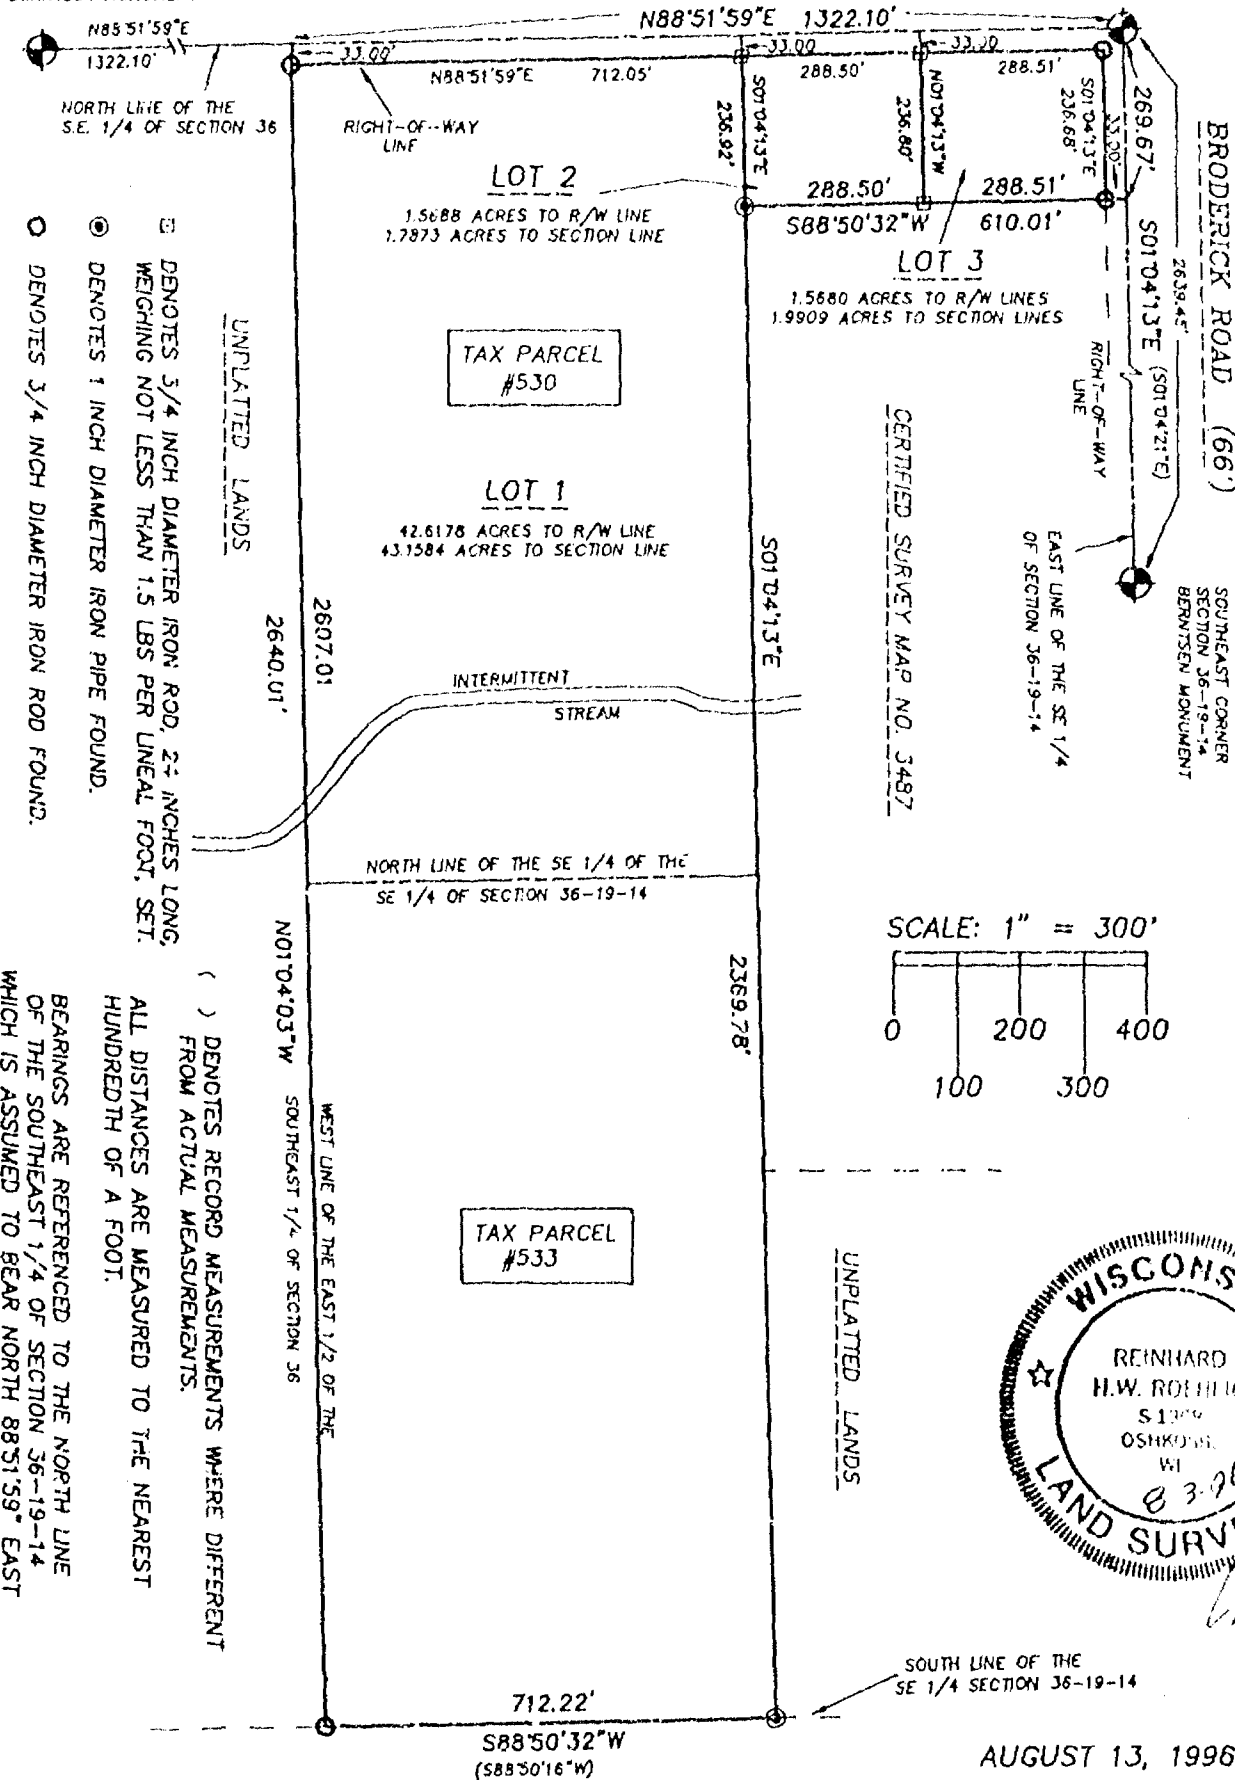 N88°51'59"E 1322.10'
N88°51'59"E
1322.10'
33.00'
33.00
33.00
N88°51'59"E 712.05'
288.50'
288.51'
NORTH LINE OF THE
S.E. 1/4 OF SECTION 36
RIGHT-OF-WAY
LINE
S01°04'13"E
236.92'
N01°04'13"W
236.80'
S01°04'13"E
236.68'
33.00'
269.67'
S01°04'13"E (S01°04'21"E)
2639.45'
BRODERICK ROAD (66')
LOT 2
1.5688 ACRES TO R/W LINE
1.7873 ACRES TO SECTION LINE
288.50' 288.51'
S88°50'32"W 610.01'
LOT 3
1.5680 ACRES TO R/W LINES
1.9909 ACRES TO SECTION LINES
RIGHT-OF-WAY
LINE
TAX PARCEL
#530
LOT 1
42.6178 ACRES TO R/W LINE
43.1584 ACRES TO SECTION LINE
CERTIFIED SURVEY MAP NO. 3487
EAST LINE OF THE SE 1/4
OF SECTION 36-19-14
SOUTHEAST CORNER
SECTION 36-19-14
BERNTSEN MONUMENT
UNPLATTED LANDS
2607.01
2640.01'
S01°04'13"E
INTERMITTENT
STREAM
NORTH LINE OF THE SE 1/4 OF THE
SE 1/4 OF SECTION 36-19-14
N01°04'03"W
2369.78'
SCALE: 1" = 300'
0 200 400
100 300
WEST LINE OF THE EAST 1/2 OF THE
SOUTHEAST 1/4 OF SECTION 36
TAX PARCEL
#533
UNPLATTED LANDS
DENOTES 3/4 INCH DIAMETER IRON ROD, 24 INCHES LONG,
WEIGHING NOT LESS THAN 1.5 LBS PER LINEAL FOOT, SET.
DENOTES 1 INCH DIAMETER IRON PIPE FOUND.
DENOTES 3/4 INCH DIAMETER IRON ROD FOUND.
( ) DENOTES RECORD MEASUREMENTS WHERE DIFFERENT
FROM ACTUAL MEASUREMENTS.
ALL DISTANCES ARE MEASURED TO THE NEAREST
HUNDREDTH OF A FOOT.
BEARINGS ARE REFERENCED TO THE NORTH LINE
OF THE SOUTHEAST 1/4 OF SECTION 36-19-14
WHICH IS ASSUMED TO BEAR NORTH 88°51'59" EAST
WISCONS
REINHARD
H.W.
OSHKOSH,
WI
LAND SURV
SOUTH LINE OF THE
SE 1/4 SECTION 36-19-14
712.22'
S88°50'32"W
(S88°50'16"W)
AUGUST 13, 1996